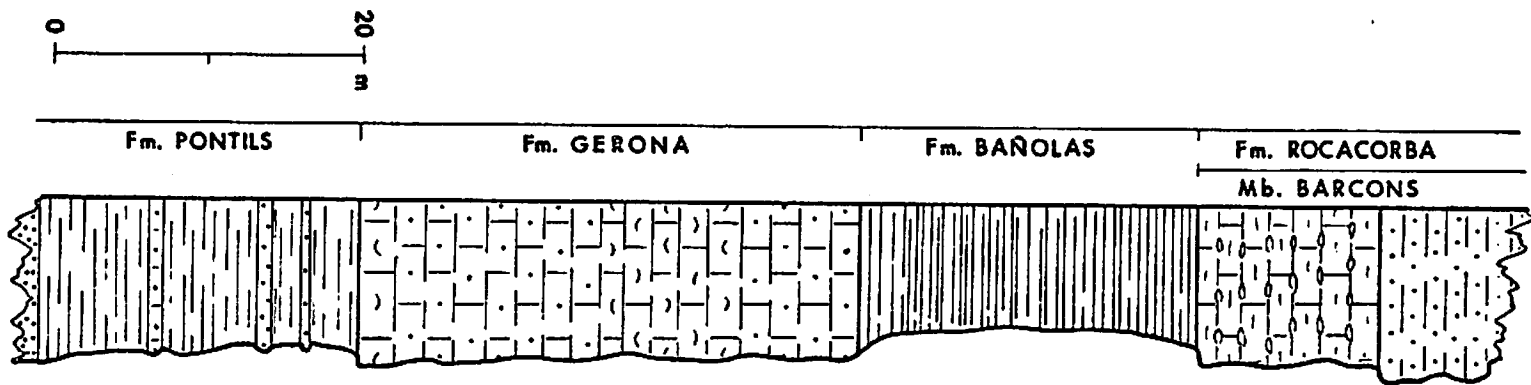 0 20
m
Fm. PONTILS Fm. GERONA Fm. BAÑOLAS Fm. ROCACORBA
Mb. BARCONS